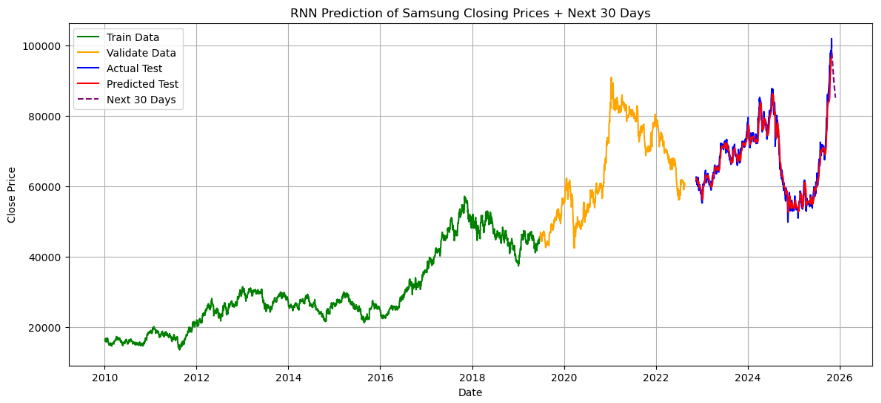 RNN Prediction of Samsung Closing Prices + Next 30 Days
Train Data
Validate Data
Actual Test
Predicted Test
Next 30 Days
100000
80000
60000
40000
20000
Close Price
2010 2012 2014 2016 2018 2020 2022 2024 2026
Date